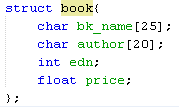 struct book{
    char bk_name[25];
    char author[20];
    int edn;
    float price;
};